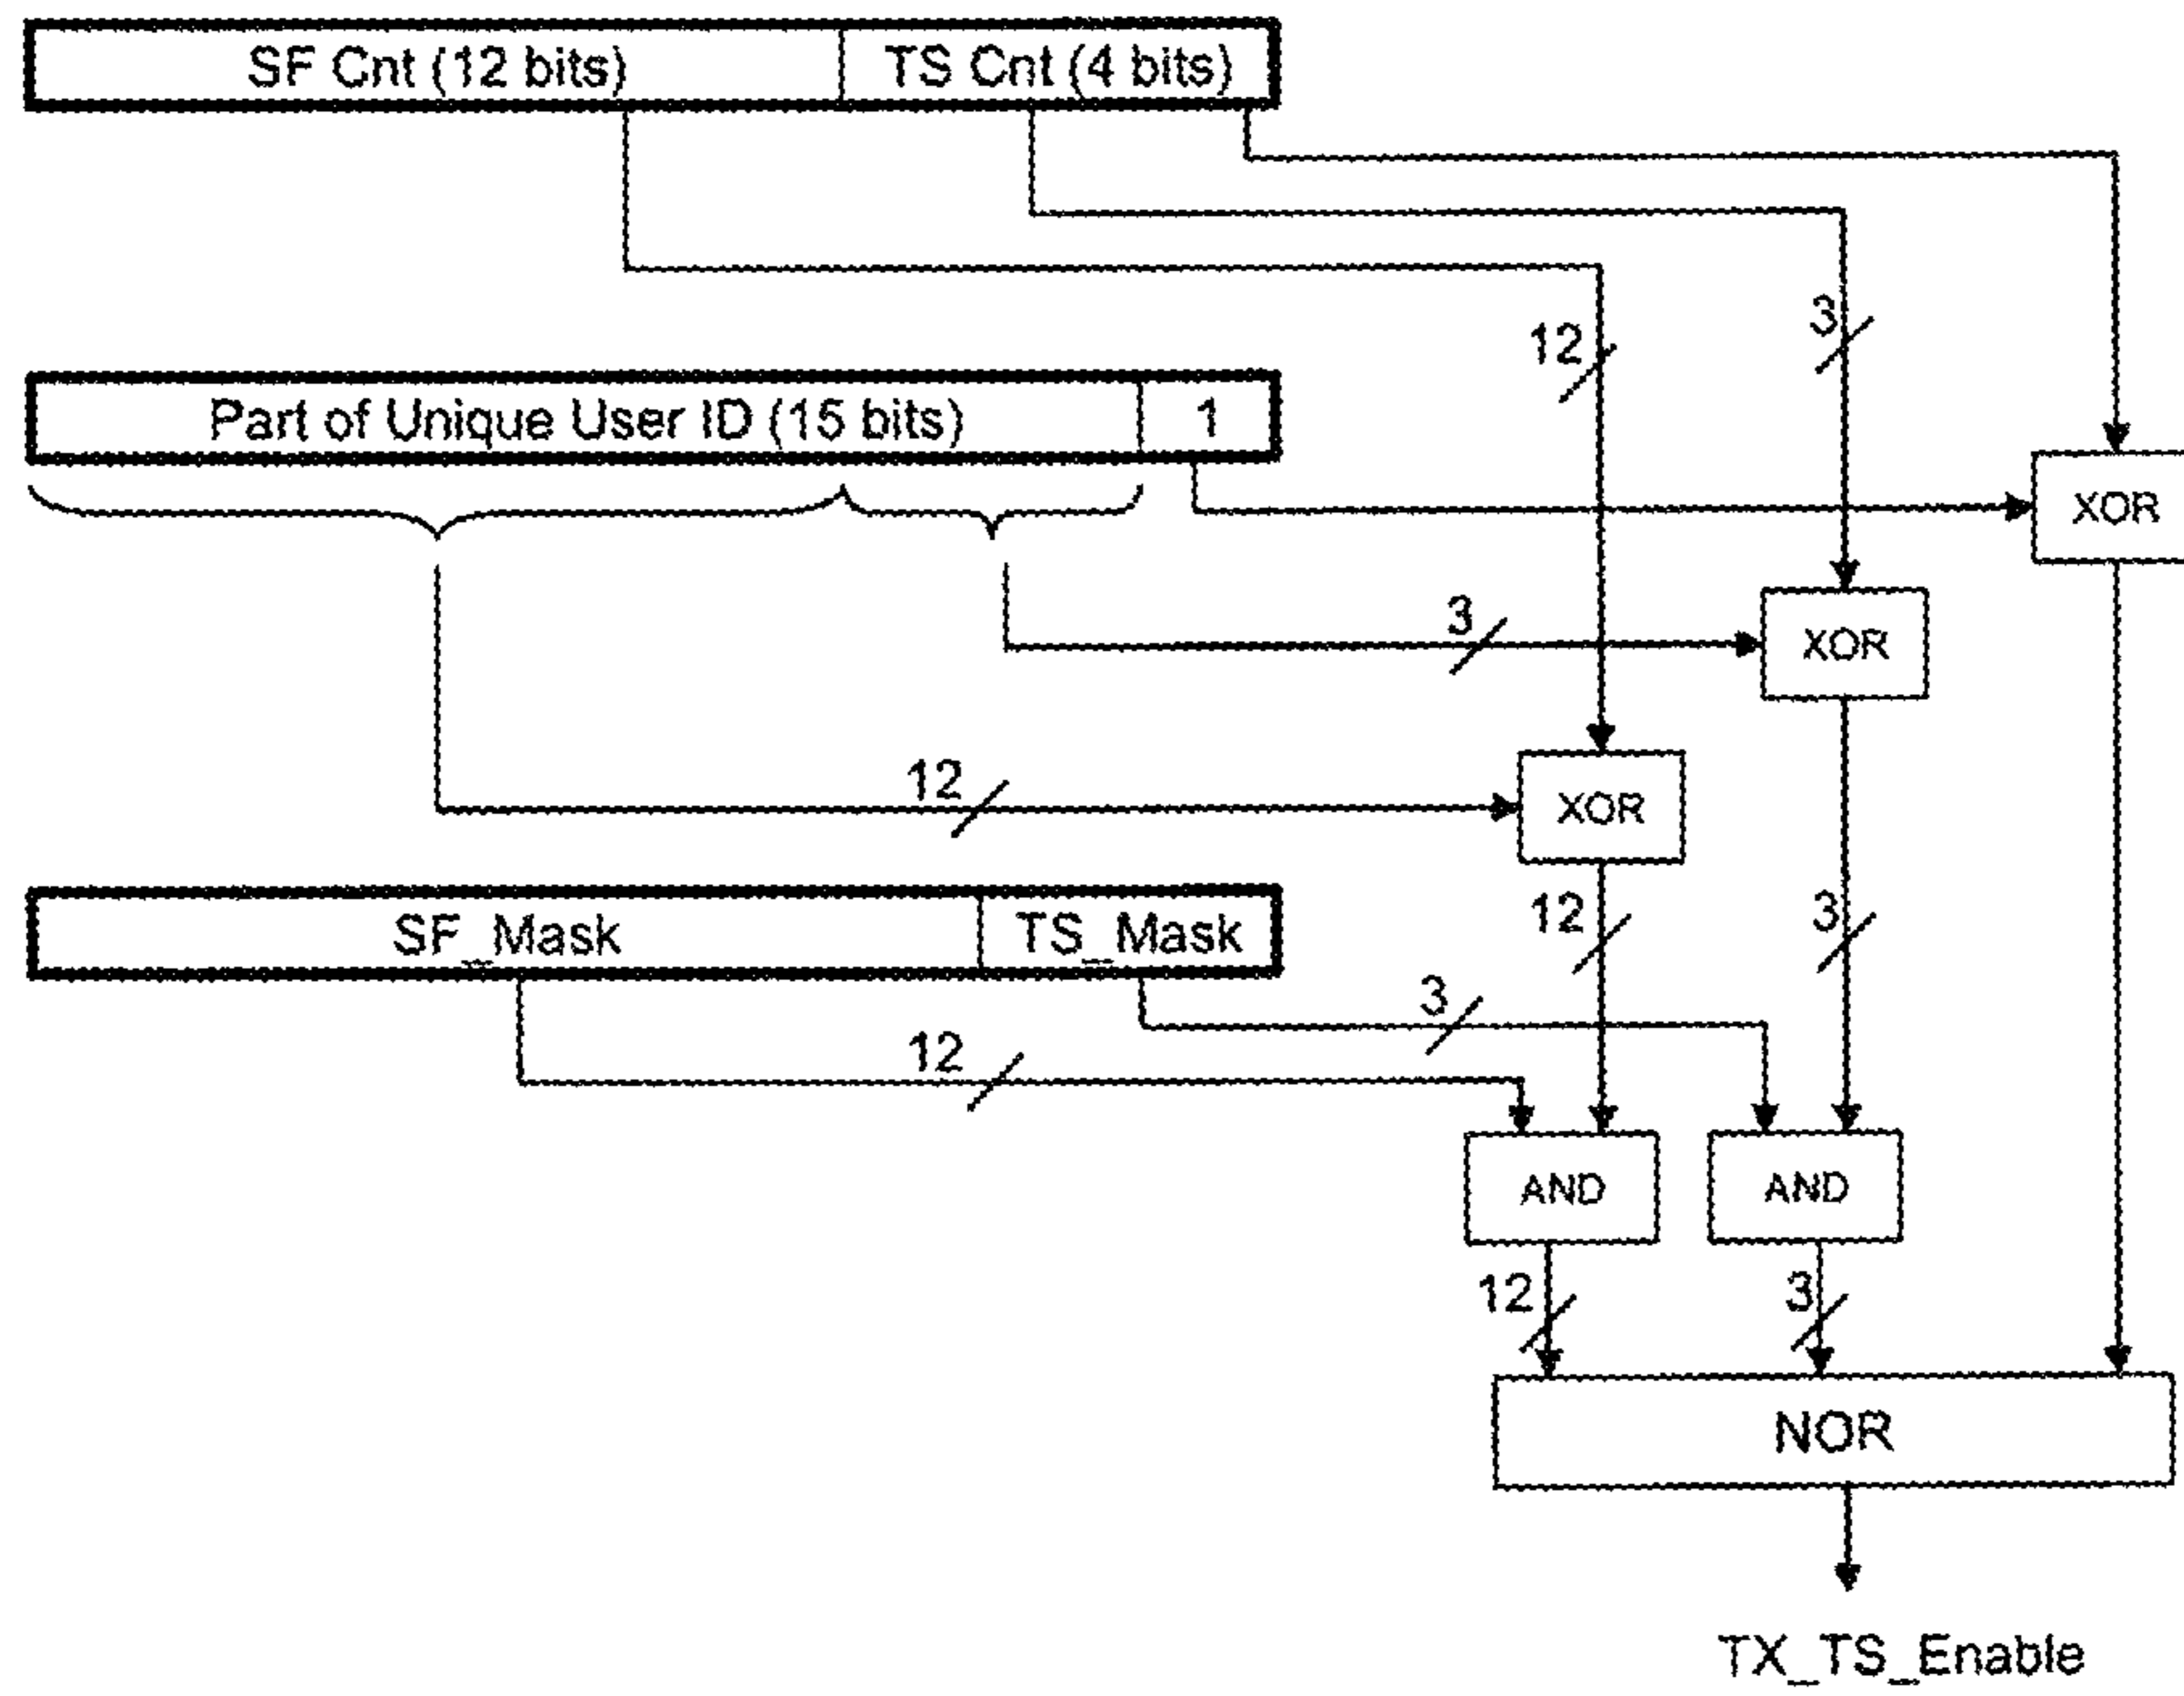 SF Cnt (12 bits) TS Cnt (4 bits)
3
12
Part of Unique User ID (15 bits) 1
XOR
3
XOR
12
XOR
SF_Mask TS_Mask
12 3
3
12
AND AND
12 3
NOR
TX_TS_Enable